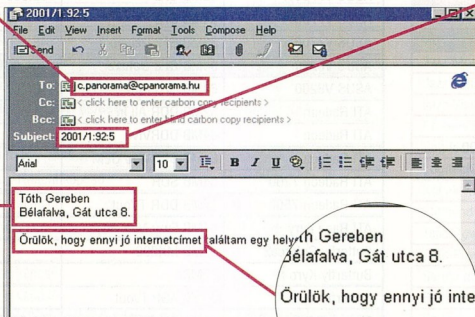 2001/1:92:5
File Edit View Insert Format Tools Compose Help
Send
To: c.panorama@cpanorama.hu
Cc: < click here to enter carbon copy recipients >
Bcc: < click here to enter blind carbon copy recipients >
Subject: 2001/1:92:5
Arial 10 B I U
Tóth Gereben
Bélafalva, Gát utca 8.
Örülök, hogy ennyi jó internetcímet találtam egy hely
th Gereben
Bélafalva, Gát utca 8.
Örülök, hogy ennyi jó inte